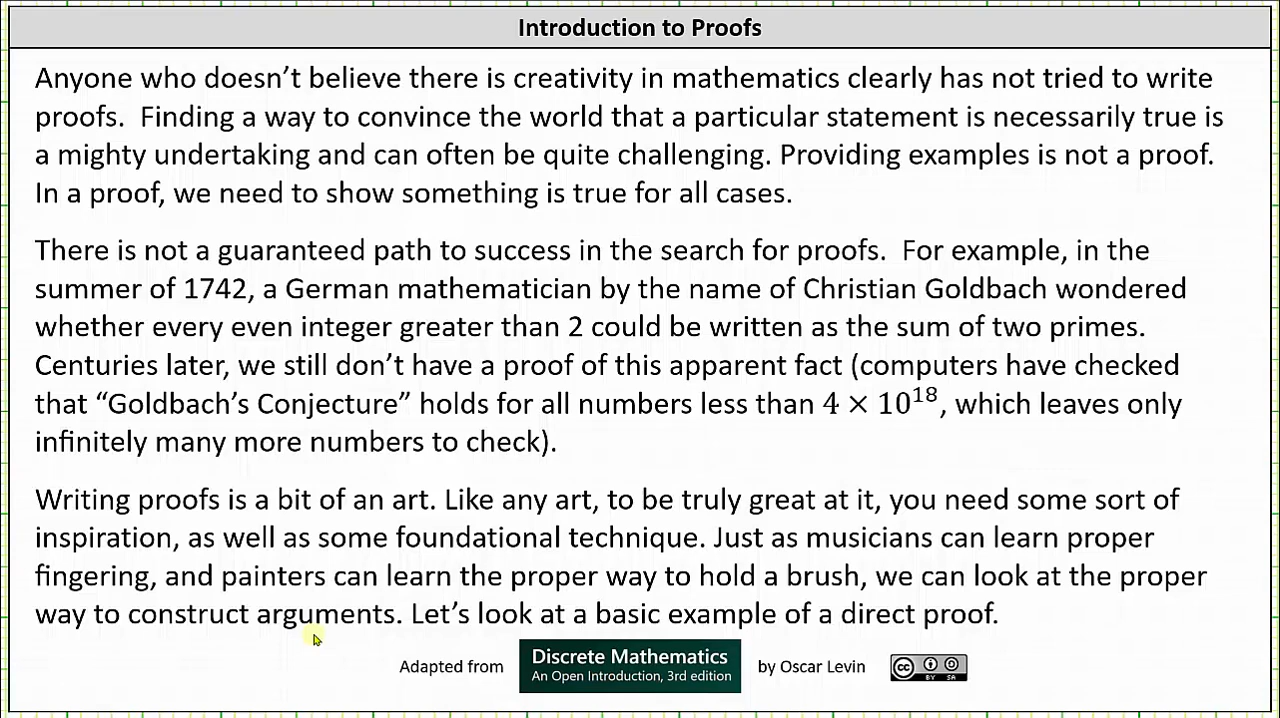 Introduction to Proofs
Anyone who doesn’t believe there is creativity in mathematics clearly has not tried to write
proofs.  Finding a way to convince the world that a particular statement is necessarily true is
a mighty undertaking and can often be quite challenging. Providing examples is not a proof.
In a proof, we need to show something is true for all cases.
There is not a guaranteed path to success in the search for proofs.  For example, in the
summer of 1742, a German mathematician by the name of Christian Goldbach wondered
whether every even integer greater than 2 could be written as the sum of two primes.
Centuries later, we still don’t have a proof of this apparent fact (computers have checked
that “Goldbach’s Conjecture” holds for all numbers less than 4 × 10¹⁸, which leaves only
infinitely many more numbers to check).
Writing proofs is a bit of an art. Like any art, to be truly great at it, you need some sort of
inspiration, as well as some foundational technique. Just as musicians can learn proper
fingering, and painters can learn the proper way to hold a brush, we can look at the proper
way to construct arguments. Let’s look at a basic example of a direct proof.
Adapted from
Discrete Mathematics
An Open Introduction, 3rd edition
by Oscar Levin
cc BY SA